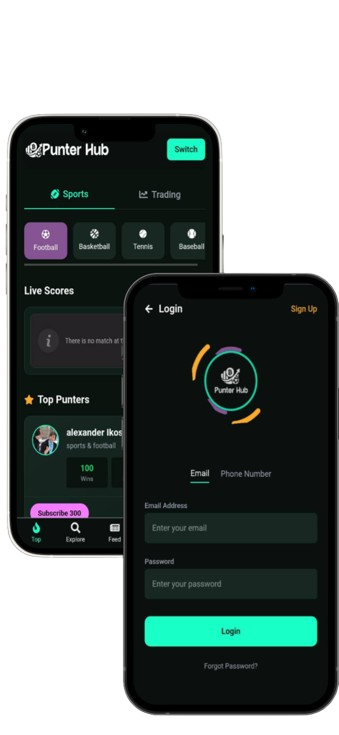 Punter Hub
Switch
Sports
Trading
Football
Basketball
Tennis
Baseball
Live Scores
i
There is no match at
Top Punters
alexander Ikos
sports & football
100
Wins
Subscribe 300
Top
Explore
Feed
Login
Sign Up
Punter Hub
Email
Phone Number
Email Address
Enter your email
Password
Enter your password
Login
Forgot Password?